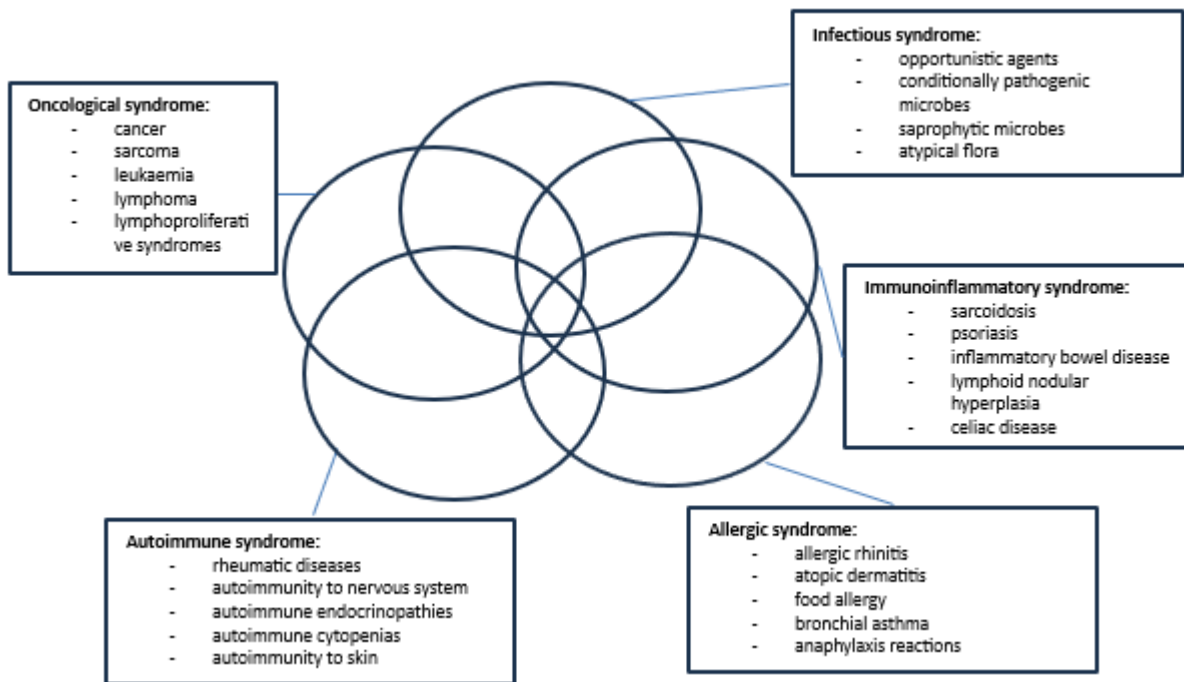 Infectious syndrome:
- opportunistic agents
- conditionally pathogenic
microbes
- saprophytic microbes
- atypical flora
Oncological syndrome:
- cancer
- sarcoma
- leukaemia
- lymphoma
- lymphoproliferati
ve syndromes
Immunoinflammatory syndrome:
- sarcoidosis
- psoriasis
- inflammatory bowel disease
- lymphoid nodular
hyperplasia
- celiac disease
Autoimmune syndrome:
- rheumatic diseases
- autoimmunity to nervous system
- autoimmune endocrinopathies
- autoimmune cytopenias
- autoimmunity to skin
Allergic syndrome:
- allergic rhinitis
- atopic dermatitis
- food allergy
- bronchial asthma
- anaphylaxis reactions